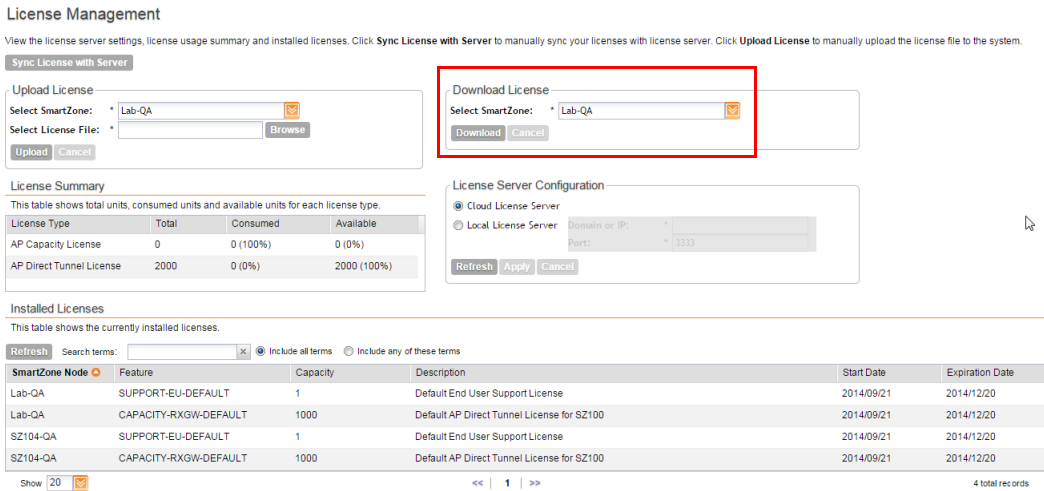 License Management
View the license server settings, license usage summary and installed licenses. Click Sync License with Server to manually sync your licenses with license server. Click Upload License to manually upload the license file to the system.
Sync License with Server
Upload License
Select SmartZone: * Lab-QA
Select License File: * Browse
Upload Cancel
Download License
Select SmartZone: * Lab-QA
Download Cancel
License Summary
This table shows total units, consumed units and available units for each license type.
License Type Total Consumed Available
AP Capacity License 0 0 (100%) 0 (0%)
AP Direct Tunnel License 2000 0 (0%) 2000 (100%)
License Server Configuration
Cloud License Server
Local License Server Domain or IP: *
Port: * 3333
Refresh Apply Cancel
Installed Licenses
This table shows the currently installed licenses.
Refresh Search terms: x Include all terms Include any of these terms
SmartZone Node Feature Capacity Description Start Date Expiration Date
Lab-QA SUPPORT-EU-DEFAULT 1 Default End User Support License 2014/09/21 2014/12/20
Lab-QA CAPACITY-RXGW-DEFAULT 1000 Default AP Direct Tunnel License for SZ100 2014/09/21 2014/12/20
SZ104-QA SUPPORT-EU-DEFAULT 1 Default End User Support License 2014/09/21 2014/12/20
SZ104-QA CAPACITY-RXGW-DEFAULT 1000 Default AP Direct Tunnel License for SZ100 2014/09/21 2014/12/20
Show 20 << | 1 | >> 4 total records